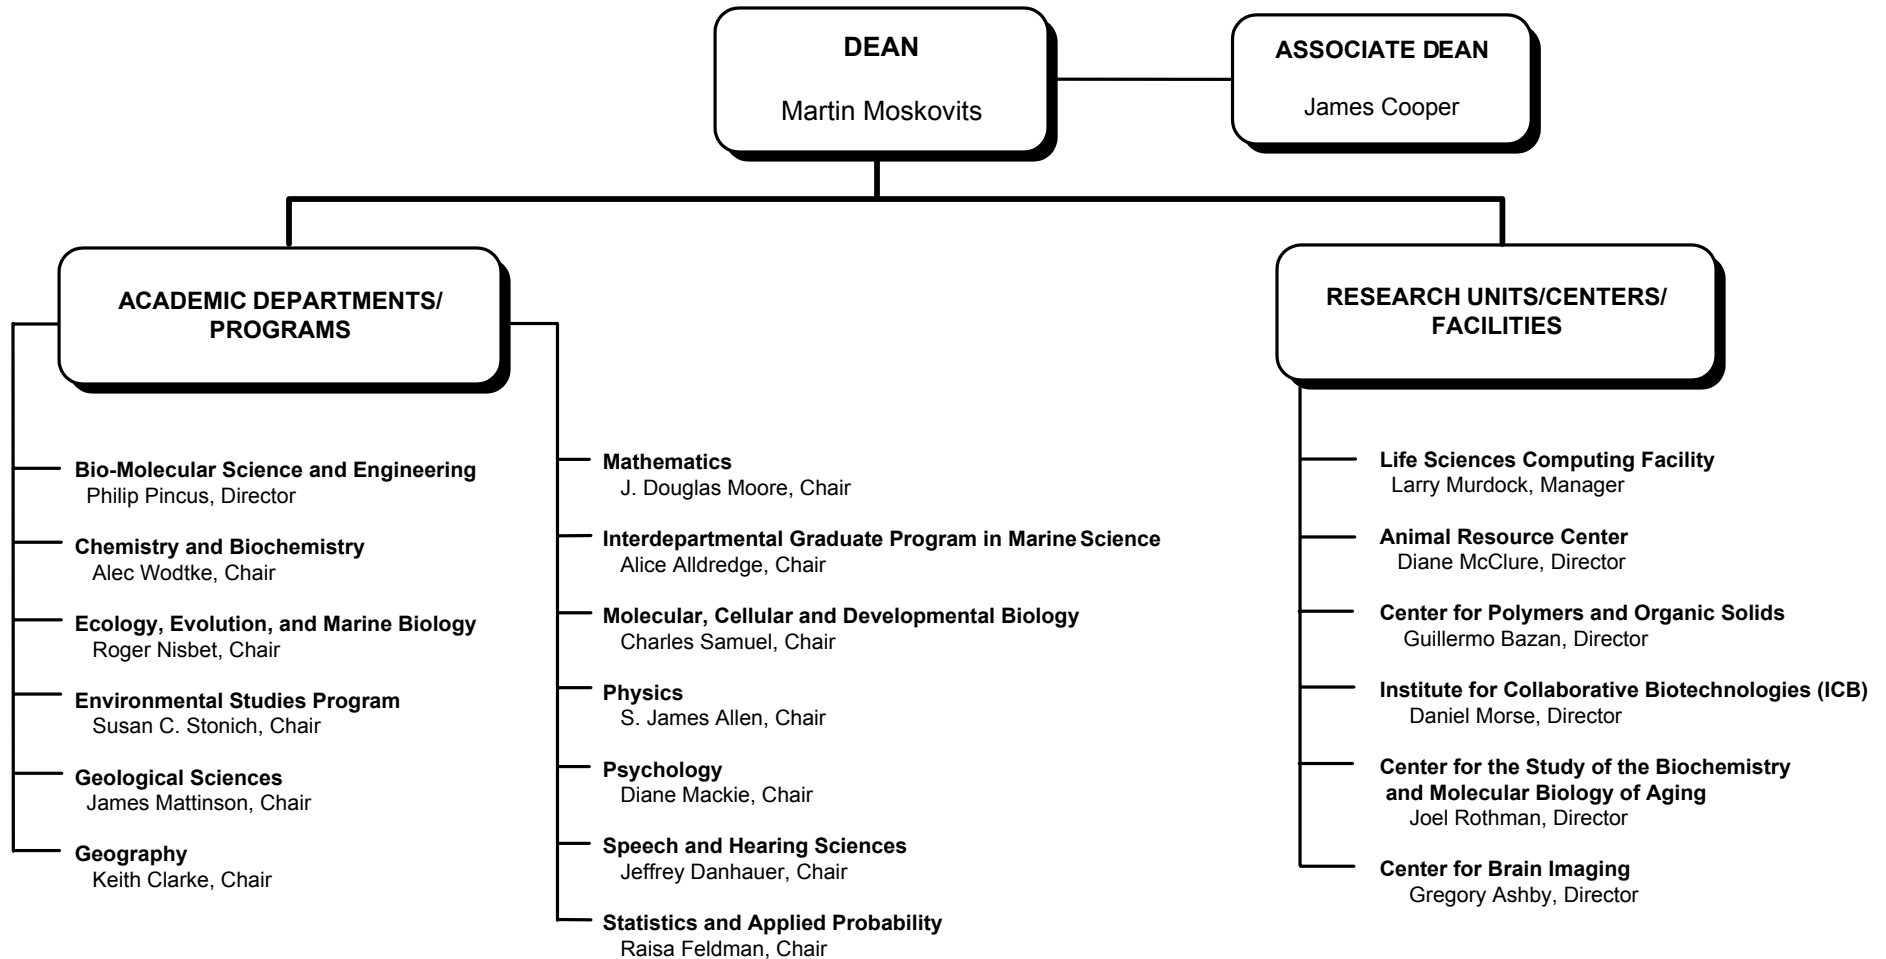 DEAN
Martin Moskovits
ASSOCIATE DEAN
James Cooper
ACADEMIC DEPARTMENTS/
PROGRAMS
Bio-Molecular Science and Engineering
Philip Pincus, Director
Chemistry and Biochemistry
Alec Wodtke, Chair
Ecology, Evolution, and Marine Biology
Roger Nisbet, Chair
Environmental Studies Program
Susan C. Stonich, Chair
Geological Sciences
James Mattinson, Chair
Geography
Keith Clarke, Chair
Mathematics
J. Douglas Moore, Chair
Interdepartmental Graduate Program in Marine Science
Alice Alldredge, Chair
Molecular, Cellular and Developmental Biology
Charles Samuel, Chair
Physics
S. James Allen, Chair
Psychology
Diane Mackie, Chair
Speech and Hearing Sciences
Jeffrey Danhauer, Chair
Statistics and Applied Probability
Raisa Feldman, Chair
RESEARCH UNITS/CENTERS/
FACILITIES
Life Sciences Computing Facility
Larry Murdock, Manager
Animal Resource Center
Diane McClure, Director
Center for Polymers and Organic Solids
Guillermo Bazan, Director
Institute for Collaborative Biotechnologies (ICB)
Daniel Morse, Director
Center for the Study of the Biochemistry
and Molecular Biology of Aging
Joel Rothman, Director
Center for Brain Imaging
Gregory Ashby, Director